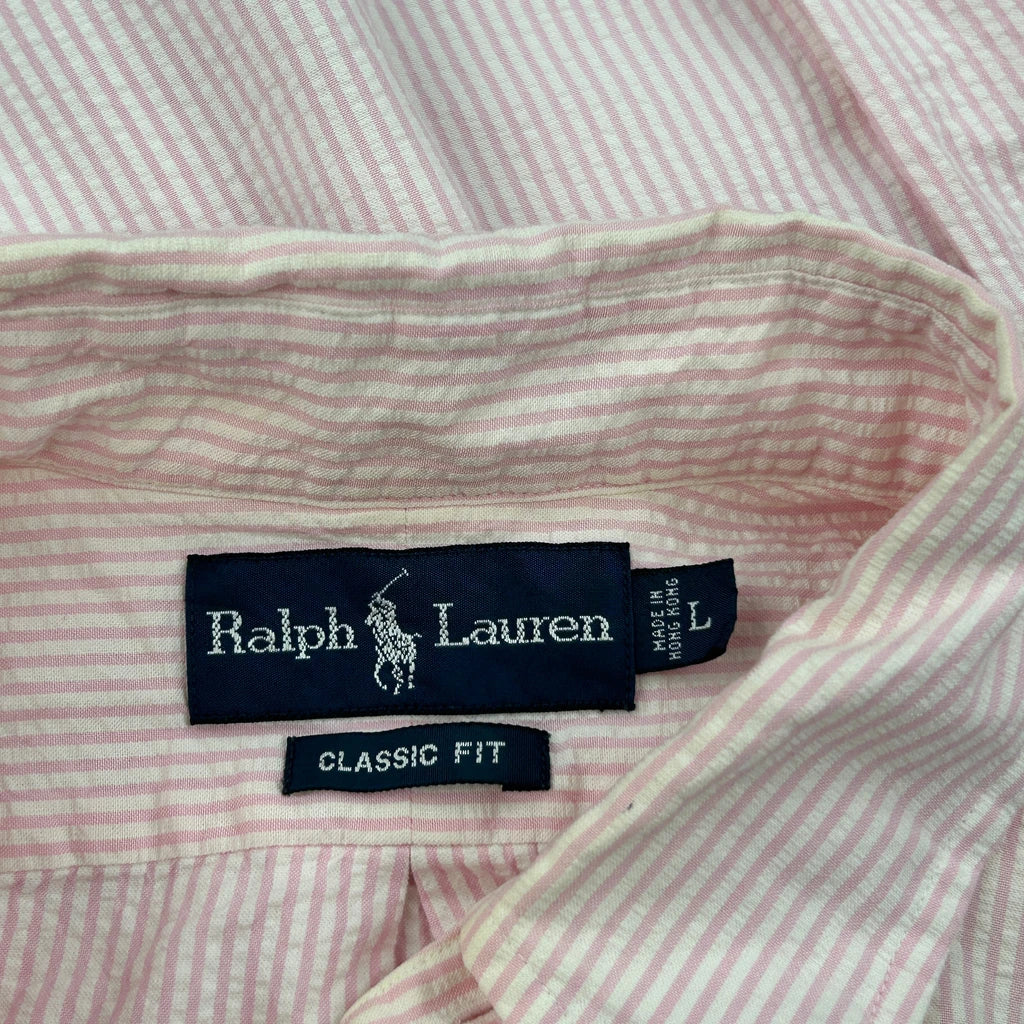 Ralph Lauren
MADE IN
HONG KONG
L
CLASSIC FIT